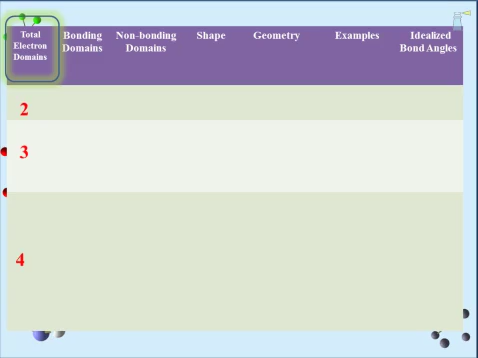 Total Electron Domains
Bonding Domains
Non-bonding Domains
Shape
Geometry
Examples
Idealized Bond Angles
2
3
4